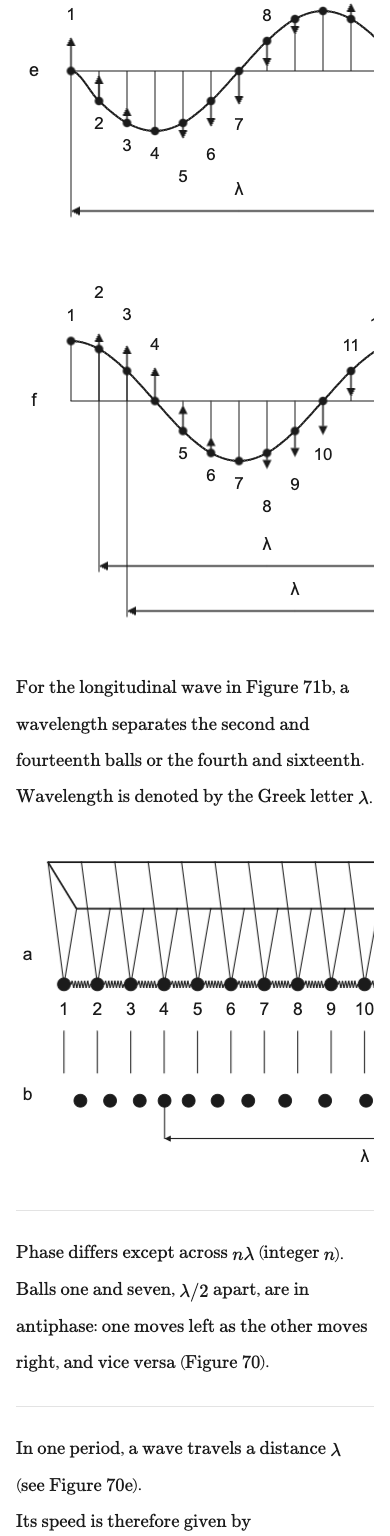 1
8
e
2
7
3
4
6
5
λ
2
1
3
4
11
f
5
10
6
7
9
8
λ
λ
For the longitudinal wave in Figure 71b, a
wavelength separates the second and
fourteenth balls or the fourth and sixteenth.
Wavelength is denoted by the Greek letter λ.
a
1 2 3 4 5 6 7 8 9 10
b
λ
Phase differs except across nλ (integer n).
Balls one and seven, λ/2 apart, are in
antiphase: one moves left as the other moves
right, and vice versa (Figure 70).
In one period, a wave travels a distance λ
(see Figure 70e).
Its speed is therefore given by